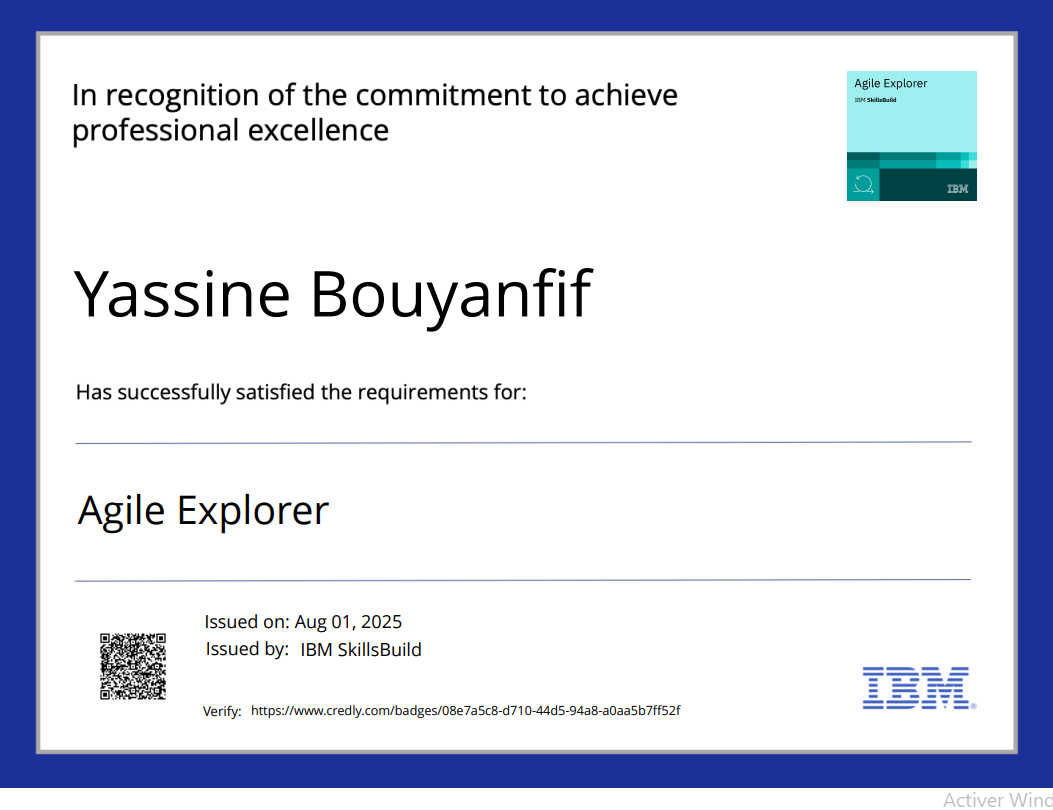 In recognition of the commitment to achieve
professional excellence
Agile Explorer
IBM SkillsBuild
IBM
Yassine Bouyanfif
Has successfully satisfied the requirements for:
Agile Explorer
Issued on: Aug 01, 2025
Issued by: IBM SkillsBuild
Verify: https://www.credly.com/badges/08e7a5c8-d710-44d5-94a8-a0aa5b7ff52f
IBM®
Activer Wind